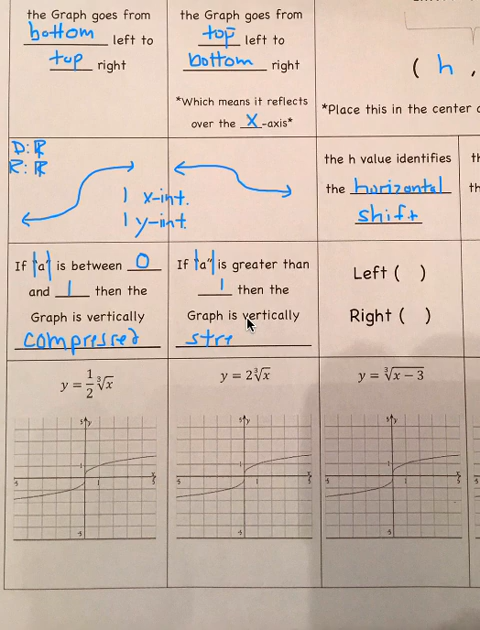 the Graph goes from
bottom left to
top right
the Graph goes from
top left to
bottom right
*Which means it reflects
over the X-axis*
( h ,
*Place this in the center
D: ℝ
R: ℝ
1 x-int.
1 y-int.
the h value identifies
the horizontal
shift
If |"a"| is between 0
and 1 then the
Graph is vertically
compressed
If |"a"| is greater than
1 then the
Graph is vertically
stre
Left ( )
Right ( )
y = 1/2 ∛x
y = 2∛x
y = ∛x − 3